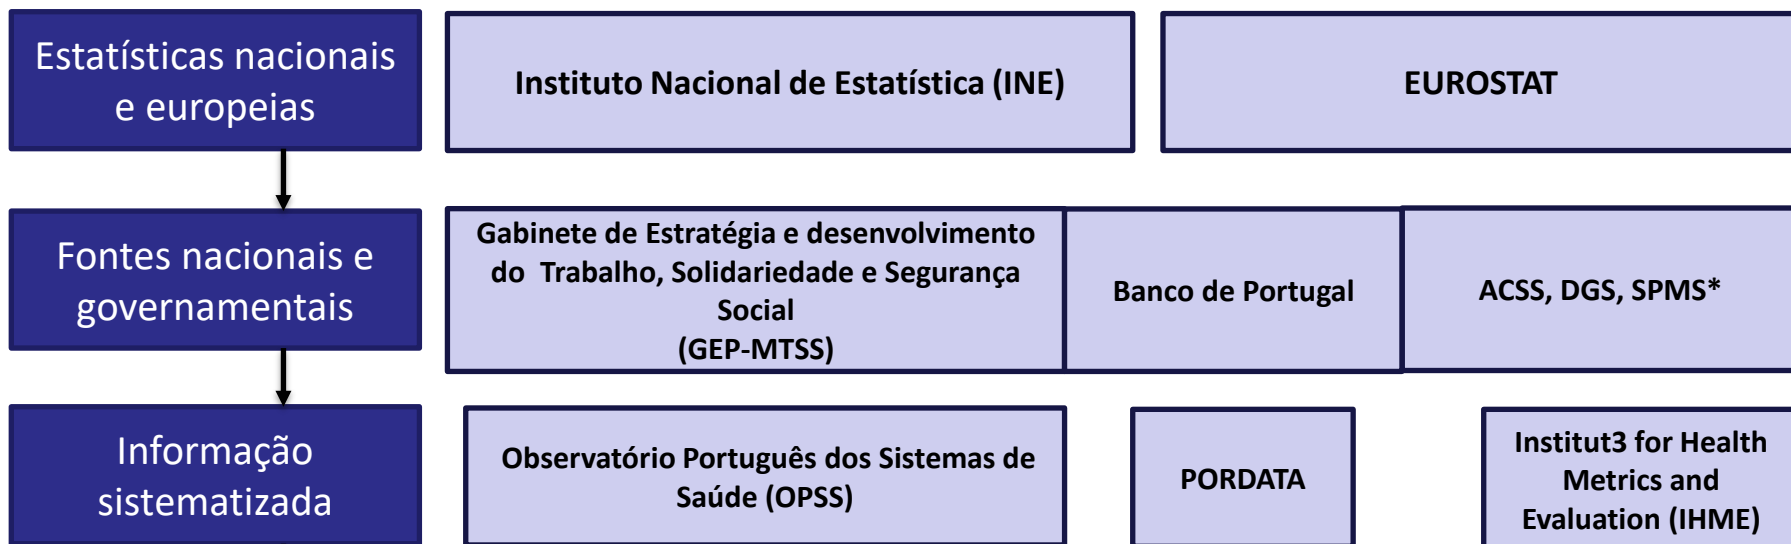 Estatísticas nacionais
e europeias
Instituto Nacional de Estatística (INE)
EUROSTAT
Fontes nacionais e
governamentais
Gabinete de Estratégia e desenvolvimento
do Trabalho, Solidariedade e Segurança
Social
(GEP-MTSS)
Banco de Portugal
ACSS, DGS, SPMS*
Informação
sistematizada
Observatório Português dos Sistemas de
Saúde (OPSS)
PORDATA
Institut3 for Health
Metrics and
Evaluation (IHME)